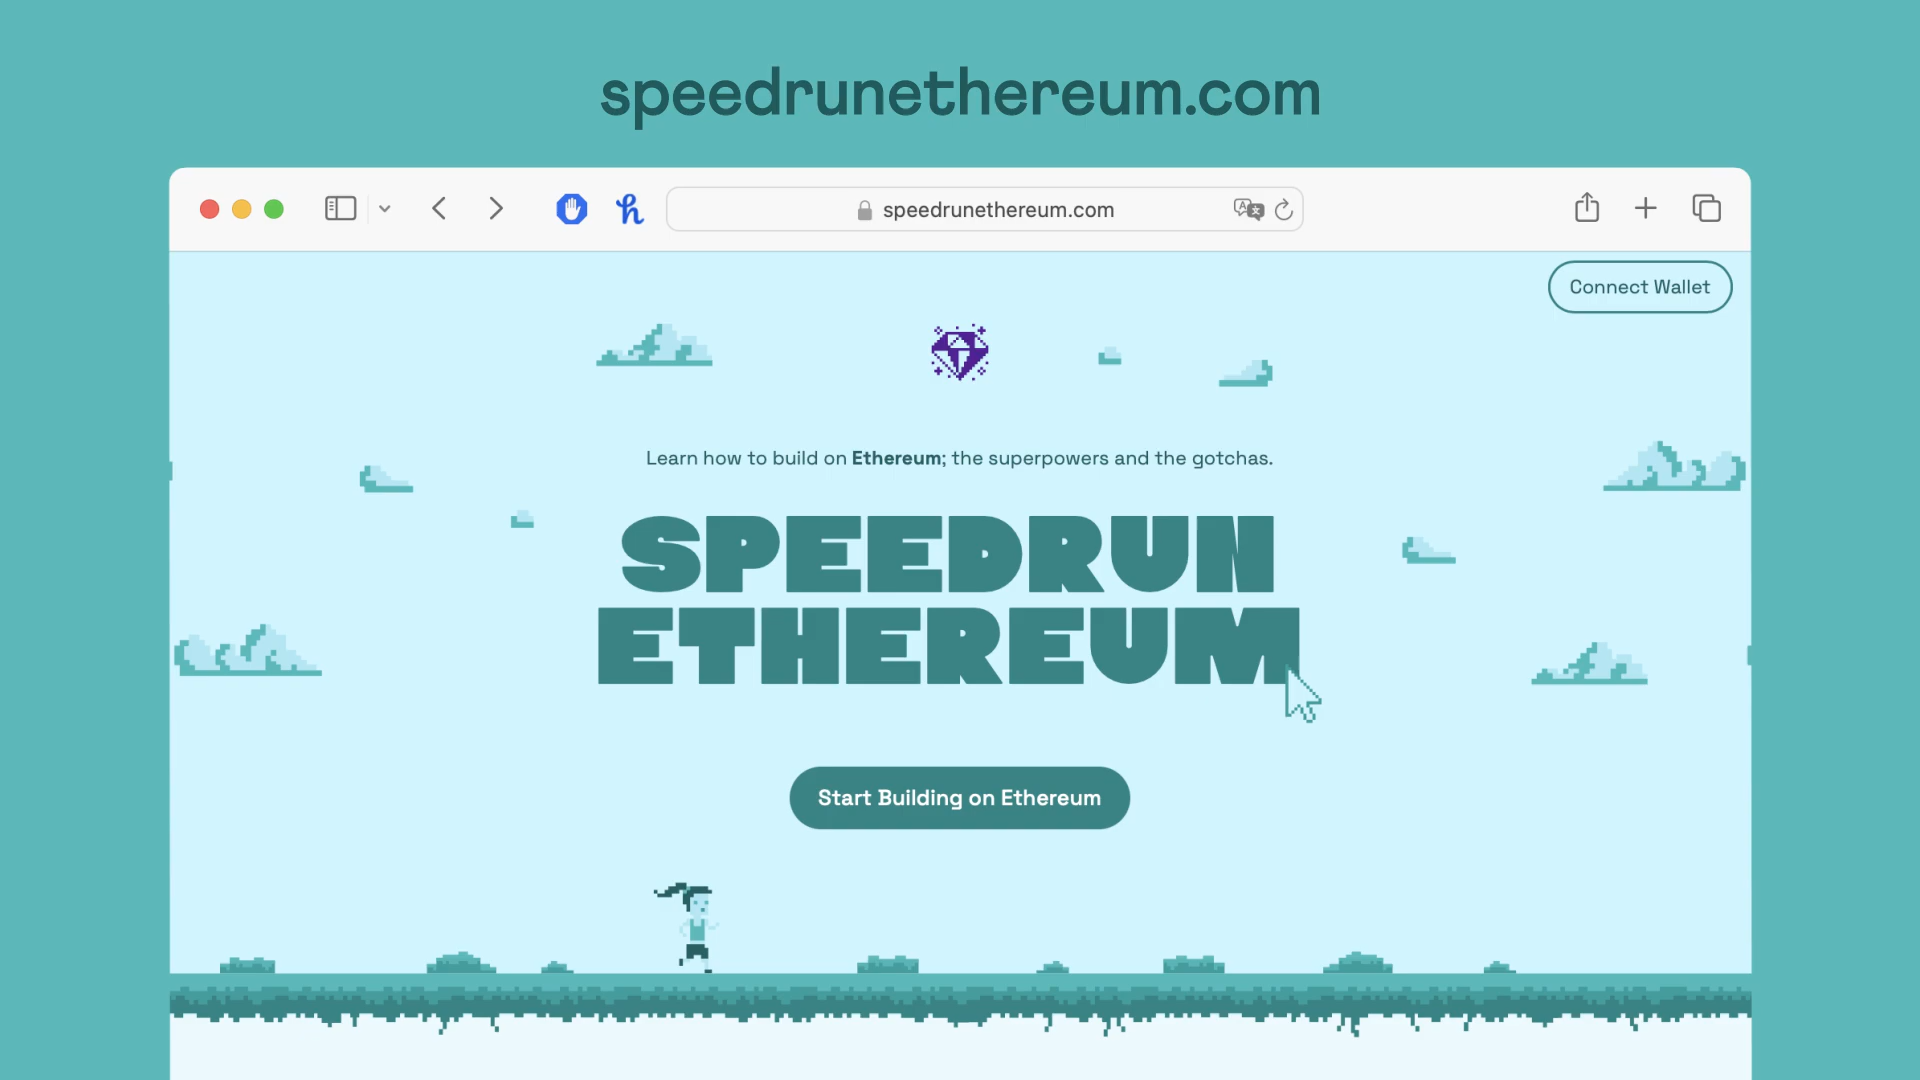 speedrunethereum.com
speedrunethereum.com
Connect Wallet
Learn how to build on Ethereum; the superpowers and the gotchas.
SPEEDRUN
ETHEREUM
Start Building on Ethereum